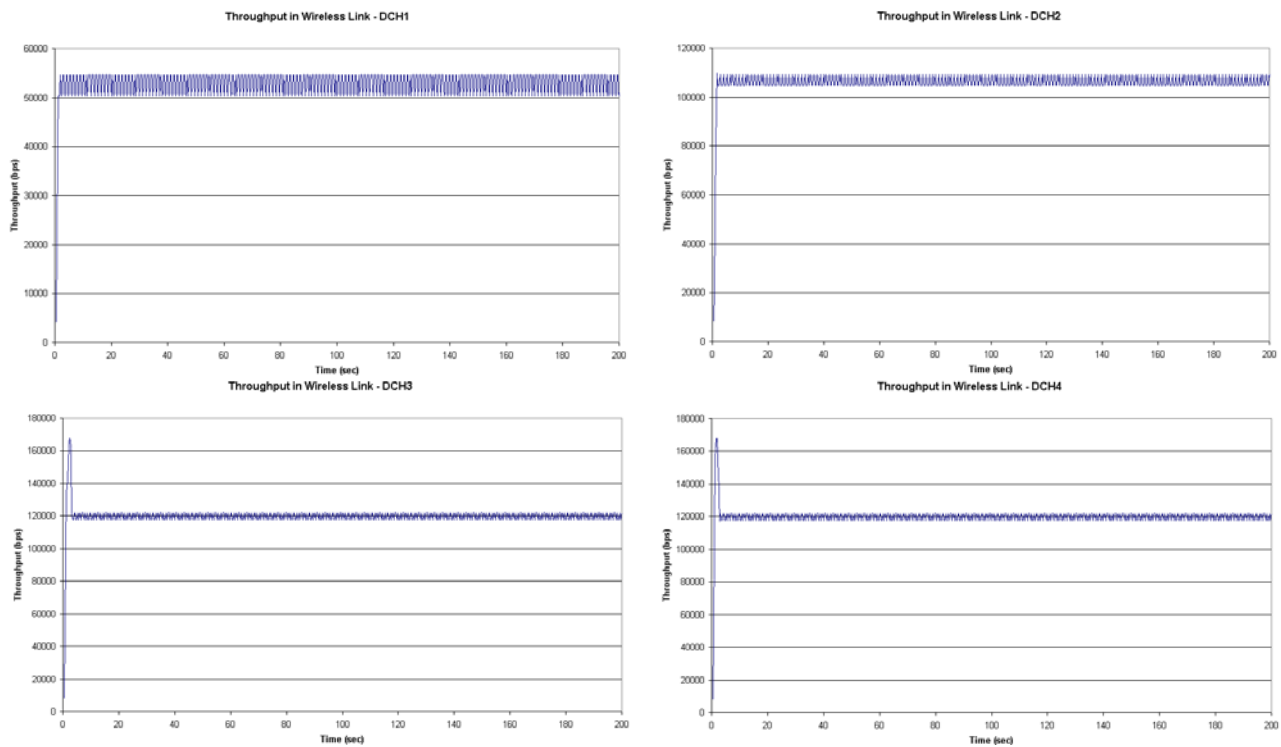 Throughput in Wireless Link - DCH1
60000
50000
40000
30000
20000
10000
0
Throughput (bps)
0 20 40 60 80 100 120 140 160 180 200
Time (sec)
Throughput in Wireless Link - DCH2
120000
100000
80000
60000
40000
20000
0
Throughput (bps)
0 20 40 60 80 100 120 140 160 180 200
Time (sec)
Throughput in Wireless Link - DCH3
180000
160000
140000
120000
100000
80000
60000
40000
20000
0
Throughput (bps)
0 20 40 60 80 100 120 140 160 180 200
Time (sec)
Throughput in Wireless Link - DCH4
180000
160000
140000
120000
100000
80000
60000
40000
20000
0
Throughput (bps)
0 20 40 60 80 100 120 140 160 180 200
Time (sec)